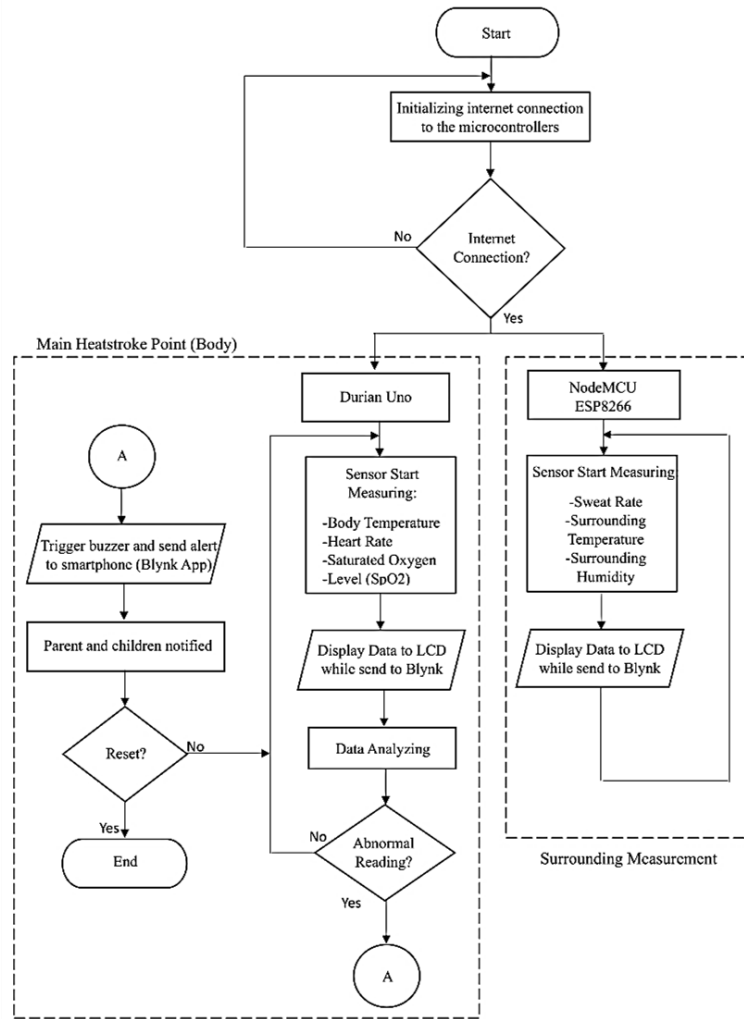 Start
Initializing internet connection
to the microcontrollers
Internet
Connection?
No
Yes
Main Heatstroke Point (Body)
Durian Uno
Sensor Start
Measuring:
-Body Temperature
-Heart Rate
-Saturated Oxygen
-Level (SpO2)
Display Data to LCD
while send to Blynk
Data Analyzing
Abnormal
Reading?
No
Yes
A
A
Trigger buzzer and send alert
to smartphone (Blynk App)
Parent and children notified
Reset?
No
Yes
End
NodeMCU
ESP8266
Sensor Start Measuring
-Sweat Rate
-Surrounding
Temperature
-Surrounding
Humidity
Display Data to LCD
while send to Blynk
Surrounding Measurement